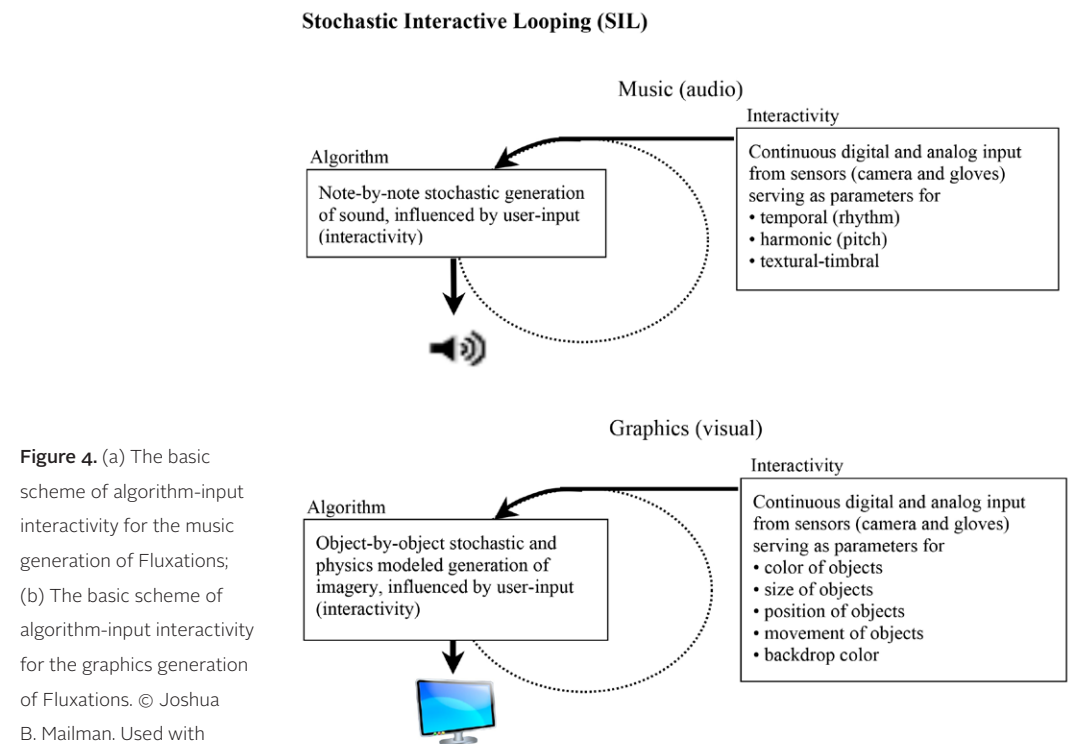 Stochastic Interactive Looping (SIL)
Music (audio)
Interactivity
Continuous digital and analog input
from sensors (camera and gloves)
serving as parameters for
• temporal (rhythm)
• harmonic (pitch)
• textural-timbral
Algorithm
Note-by-note stochastic generation
of sound, influenced by user-input
(interactivity)
Graphics (visual)
Interactivity
Continuous digital and analog input
from sensors (camera and gloves)
serving as parameters for
• color of objects
• size of objects
• position of objects
• movement of objects
• backdrop color
Algorithm
Object-by-object stochastic and
physics modeled generation of
imagery, influenced by user-input
(interactivity)
Figure 4. (a) The basic
scheme of algorithm-input
interactivity for the music
generation of Fluxations;
(b) The basic scheme of
algorithm-input interactivity
for the graphics generation
of Fluxations. © Joshua
B. Mailman. Used with